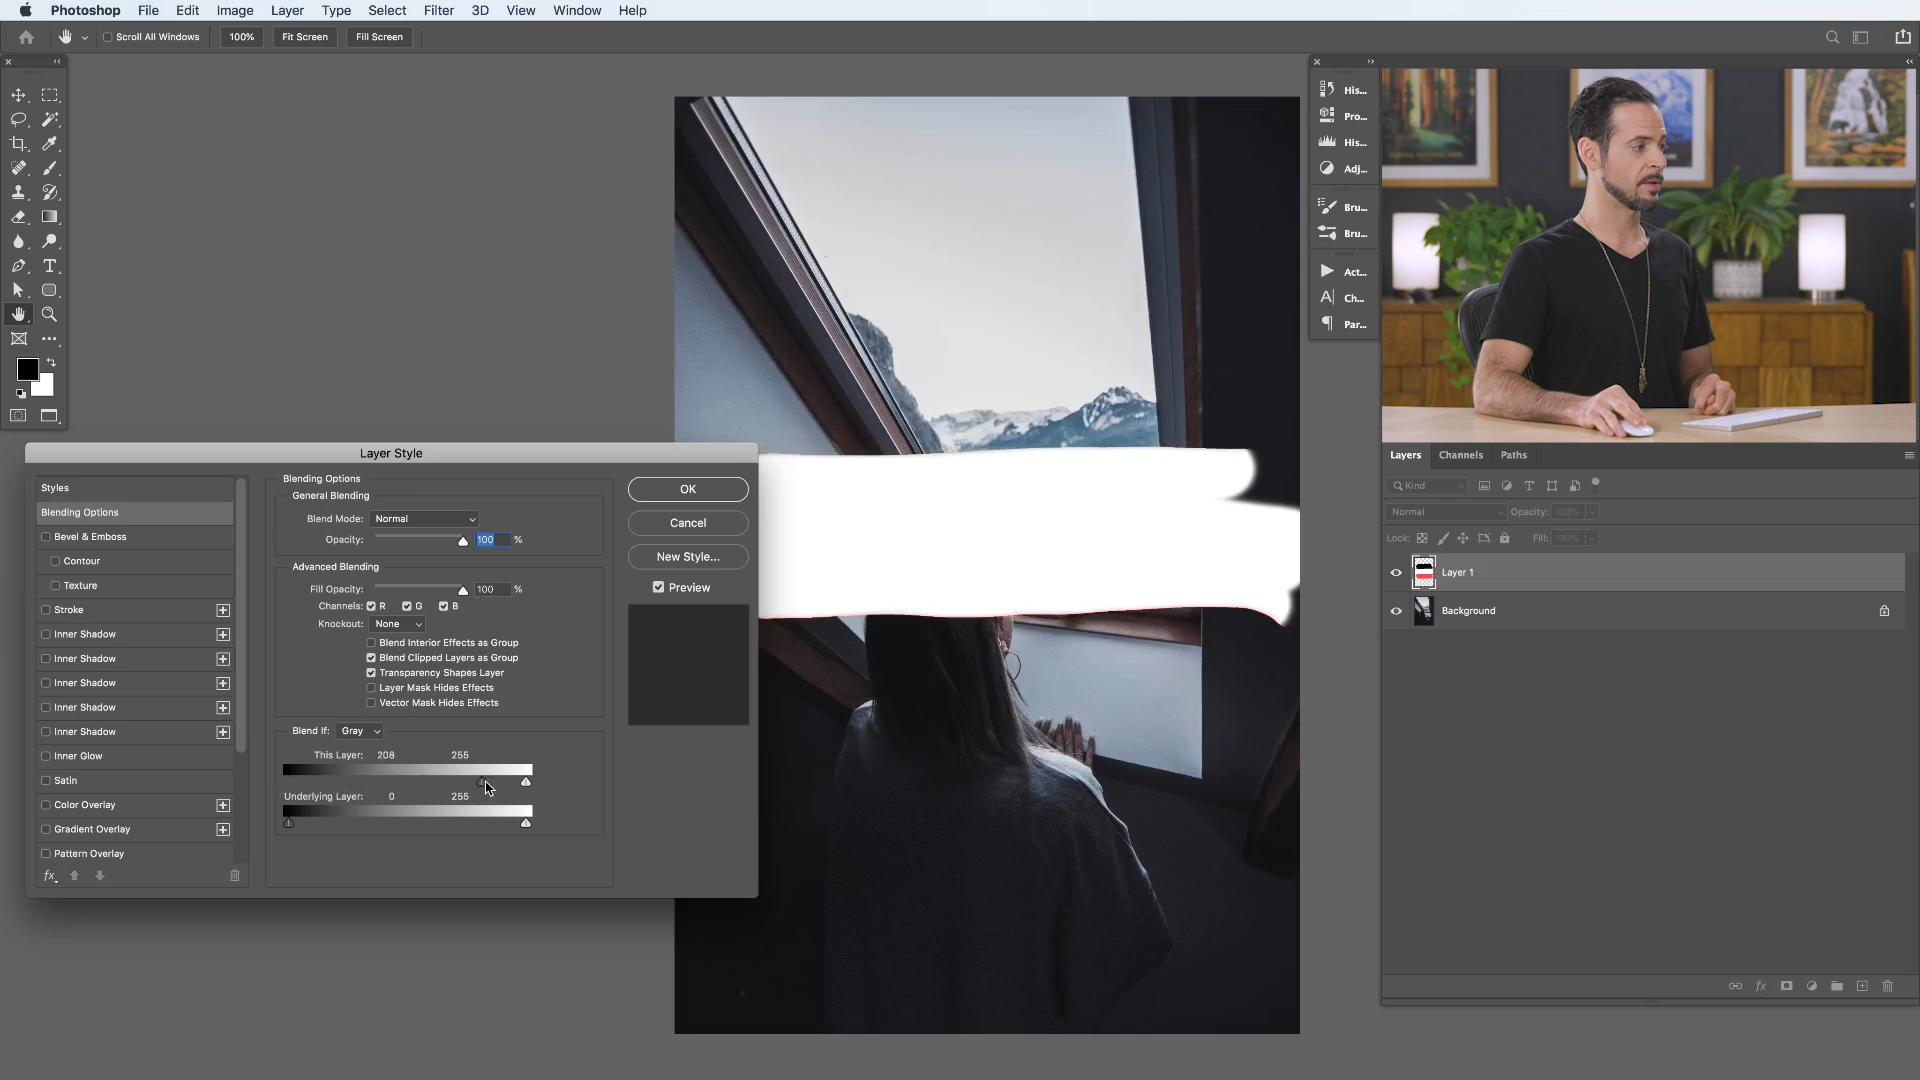 Photoshop File Edit Image Layer Type Select Filter 3D View Window Help
Scroll All Windows 100% Fit Screen Fill Screen
His...
Pro...
His...
Adj...
Bru...
Bru...
Act...
Ch...
Par...
Layer Style
Styles
Blending Options
Bevel & Emboss
Contour
Texture
Stroke
Inner Shadow
Inner Shadow
Inner Shadow
Inner Shadow
Inner Shadow
Inner Glow
Satin
Color Overlay
Gradient Overlay
Pattern Overlay
fx
Blending Options
General Blending
Blend Mode: Normal
Opacity: 100 %
Advanced Blending
Fill Opacity: 100 %
Channels: R G B
Knockout: None
Blend Interior Effects as Group
Blend Clipped Layers as Group
Transparency Shapes Layer
Layer Mask Hides Effects
Vector Mask Hides Effects
Blend If: Gray
This Layer: 208 255
Underlying Layer: 0 255
OK
Cancel
New Style...
Preview
Layers Channels Paths
Kind
Normal Opacity: 100%
Lock: Fill: 100%
Layer 1
Background
fx